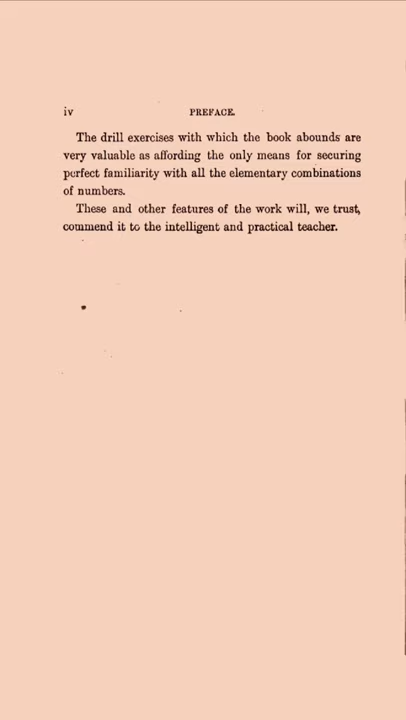 iv PREFACE.
The drill exercises with which the book abounds are
very valuable as affording the only means for securing
perfect familiarity with all the elementary combinations
of numbers.
These and other features of the work will, we trust,
commend it to the intelligent and practical teacher.